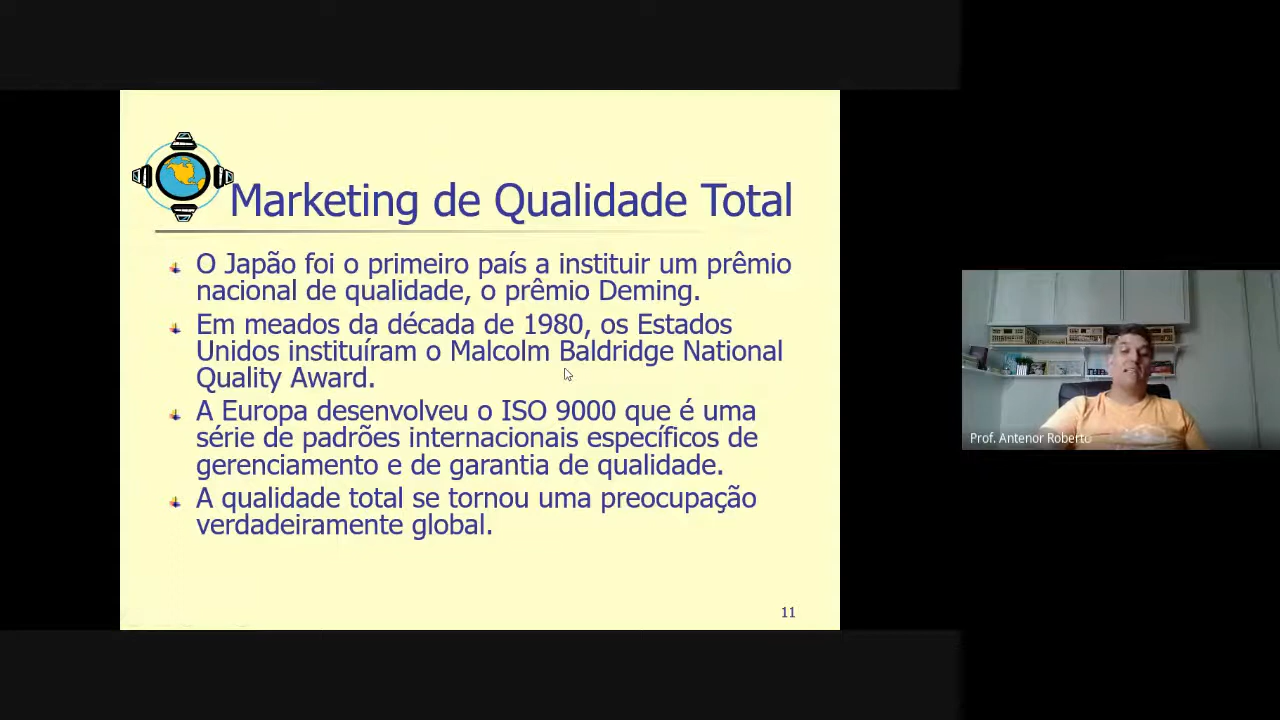 Marketing de Qualidade Total
O Japão foi o primeiro país a instituir um prêmio
nacional de qualidade, o prêmio Deming.
Em meados da década de 1980, os Estados
Unidos instituíram o Malcolm Baldridge National
Quality Award.
A Europa desenvolveu o ISO 9000 que é uma
série de padrões internacionais específicos de
gerenciamento e de garantia de qualidade.
A qualidade total se tornou uma preocupação
verdadeiramente global.
11
Prof. Antenor Roberto